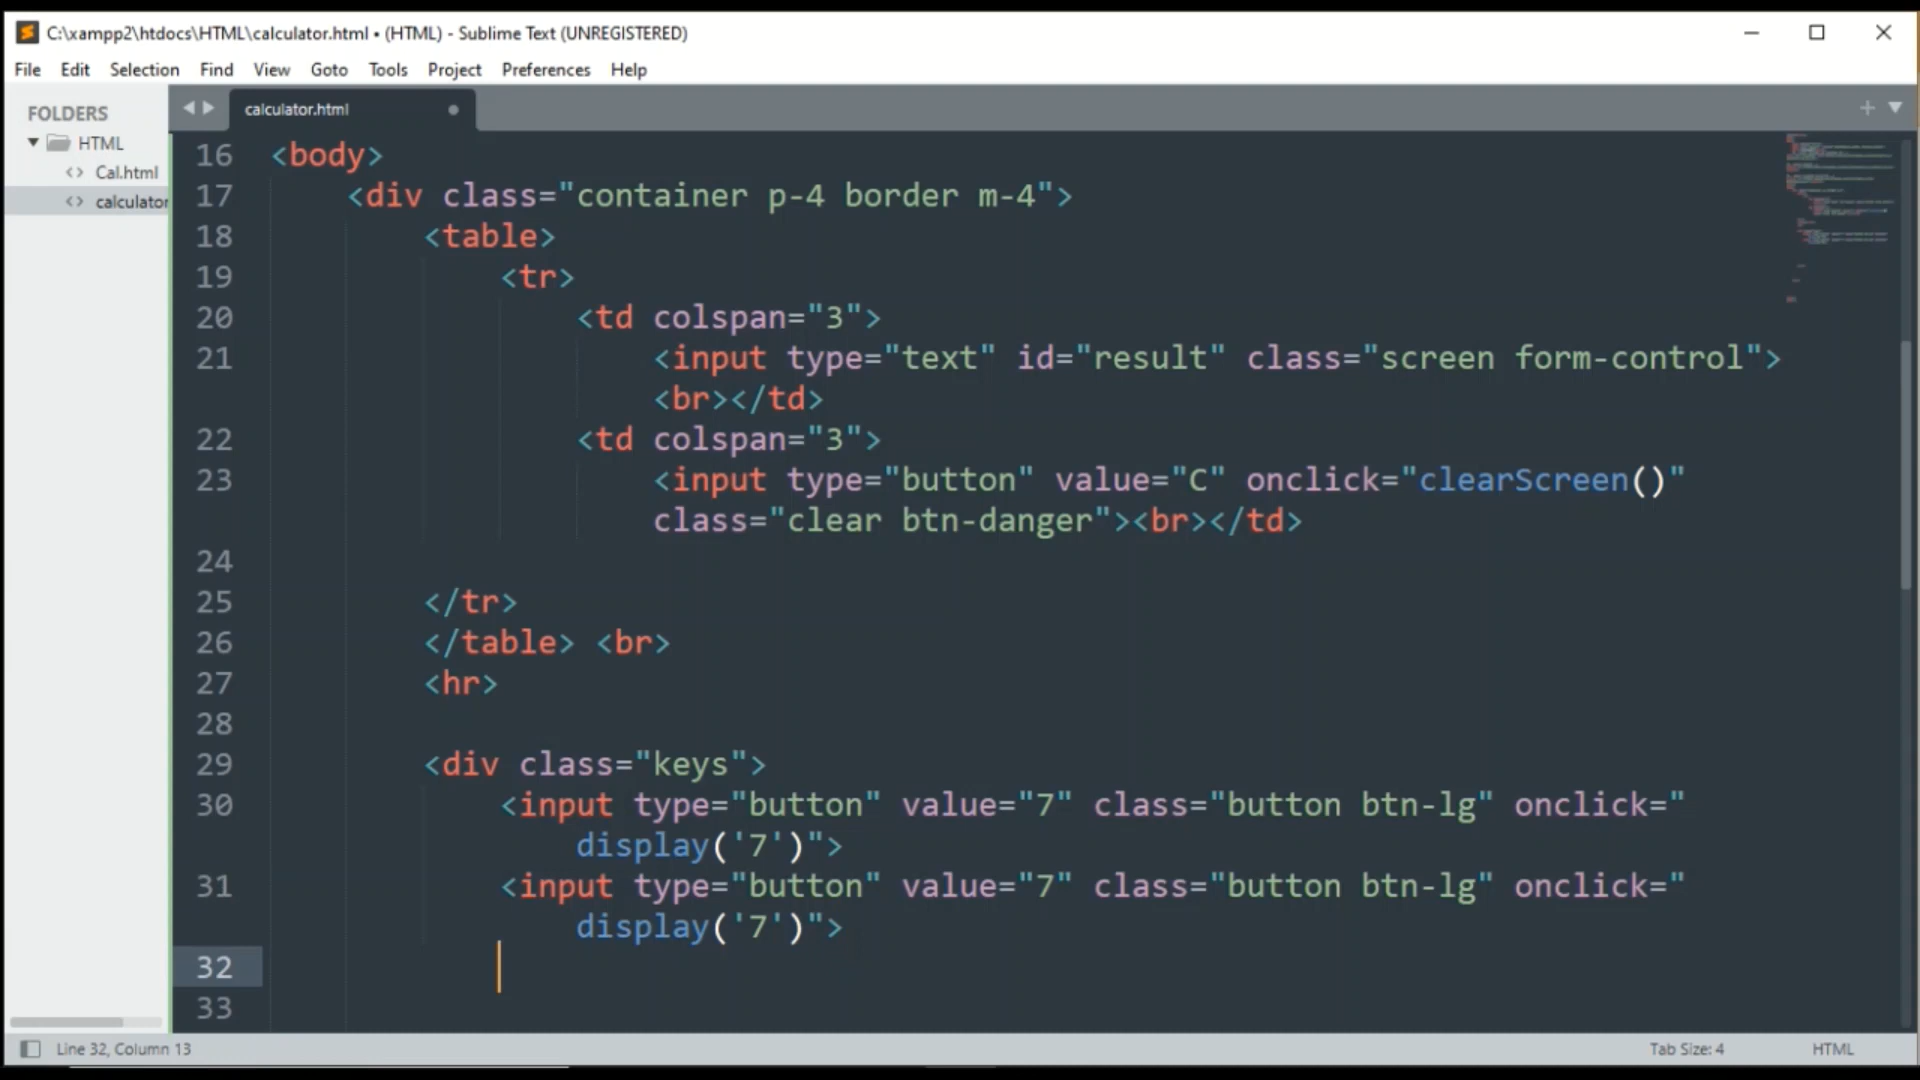 C:\xampp2\htdocs\HTML\calculator.html • (HTML) - Sublime Text (UNREGISTERED)
File Edit Selection Find View Goto Tools Project Preferences Help
FOLDERS
HTML
Cal.html
calculator
calculator.html
16 <body>
17 <div class="container p-4 border m-4">
18 <table>
19 <tr>
20 <td colspan="3">
21 <input type="text" id="result" class="screen form-control">
<br></td>
22 <td colspan="3">
23 <input type="button" value="C" onclick="clearScreen()"
class="clear btn-danger"><br></td>
24
25 </tr>
26 </table> <br>
27 <hr>
28
29 <div class="keys">
30 <input type="button" value="7" class="button btn-lg" onclick="
display('7')">
31 <input type="button" value="7" class="button btn-lg" onclick="
display('7')">
32
33
Line 32, Column 13
Tab Size: 4
HTML